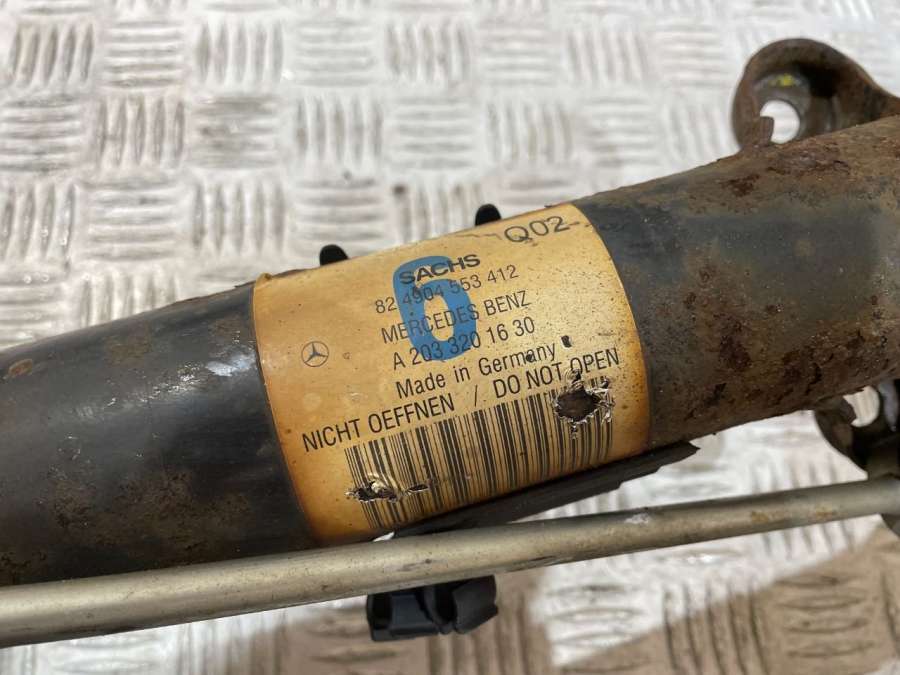 Q02-
6
SACHS
82 4904 553 412
MERCEDES BENZ
A 203 320 16 30
Made in Germany
NICHT OEFFNEN / DO NOT OPEN